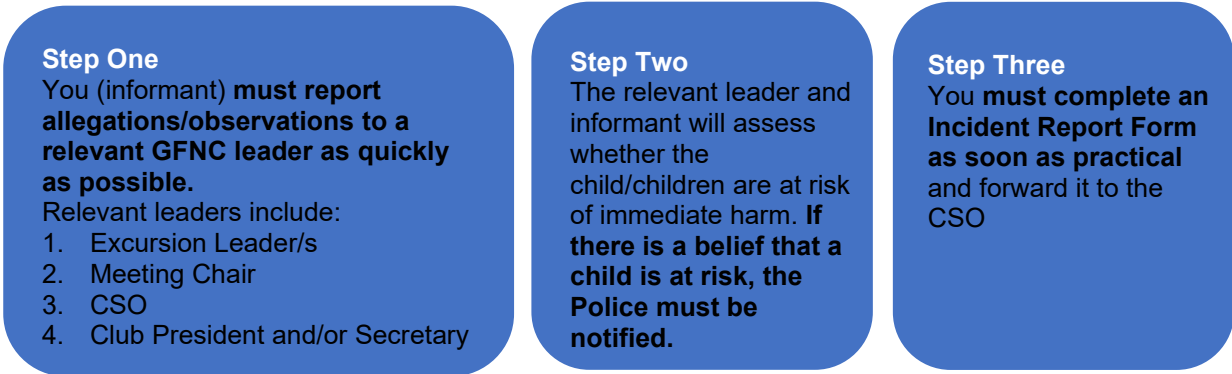 Step One
You (informant) must report
allegations/observations to a
relevant GFNC leader as quickly
as possible.
Relevant leaders include:
1. Excursion Leader/s
2. Meeting Chair
3. CSO
4. Club President and/or Secretary
Step Two
The relevant leader and
informant will assess
whether the
child/children are at risk
of immediate harm. If
there is a belief that a
child is at risk, the
Police must be
notified.
Step Three
You must complete an
Incident Report Form
as soon as practical
and forward it to the
CSO